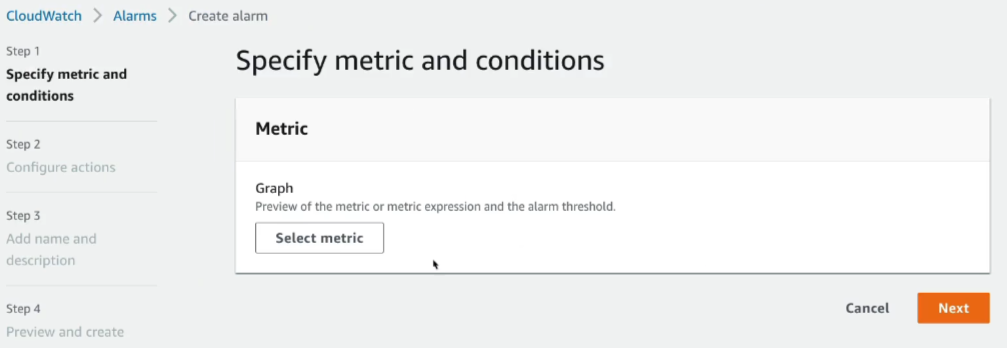 CloudWatch > Alarms > Create alarm
Step 1
Specify metric and
conditions
Step 2
Configure actions
Step 3
Add name and
description
Step 4
Preview and create
Specify metric and conditions
Metric
Graph
Preview of the metric or metric expression and the alarm threshold.
Select metric
Cancel Next